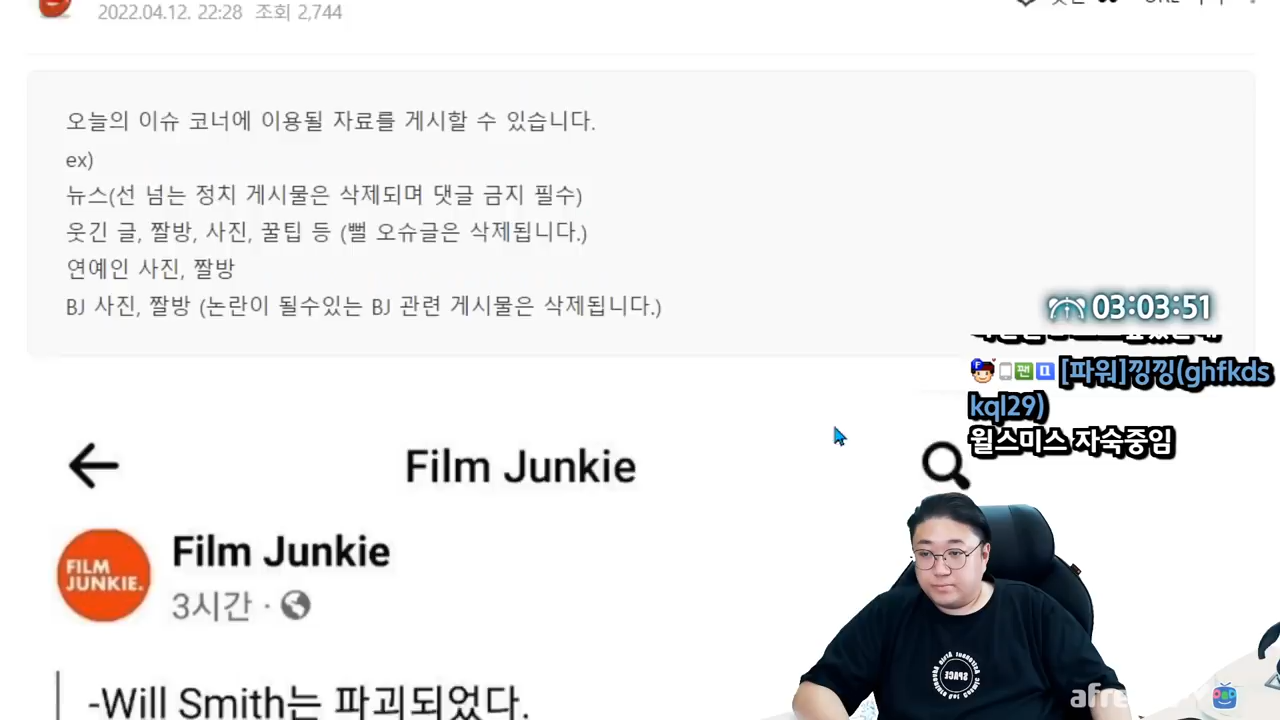 2022.04.12. 22:28 조회 2,744
오늘의 이슈 코너에 이용될 자료를 게시할 수 있습니다.
ex)
뉴스(선 넘는 정치 게시물은 삭제되며 댓글 금지 필수)
웃긴 글, 짤방, 사진, 꿀팁 등 (뻘 오슈글은 삭제됩니다.)
연예인 사진, 짤방
BJ 사진, 짤방 (논란이 될수있는 BJ 관련 게시물은 삭제됩니다.)
03:03:51
팬
[파워]낑낑(ghfkds
kql29)
윌스미스 자숙중임
Film Junkie
FILM
JUNKIE.
Film Junkie
3시간 ·
-Will Smith는 파괴되었다.
SPACE